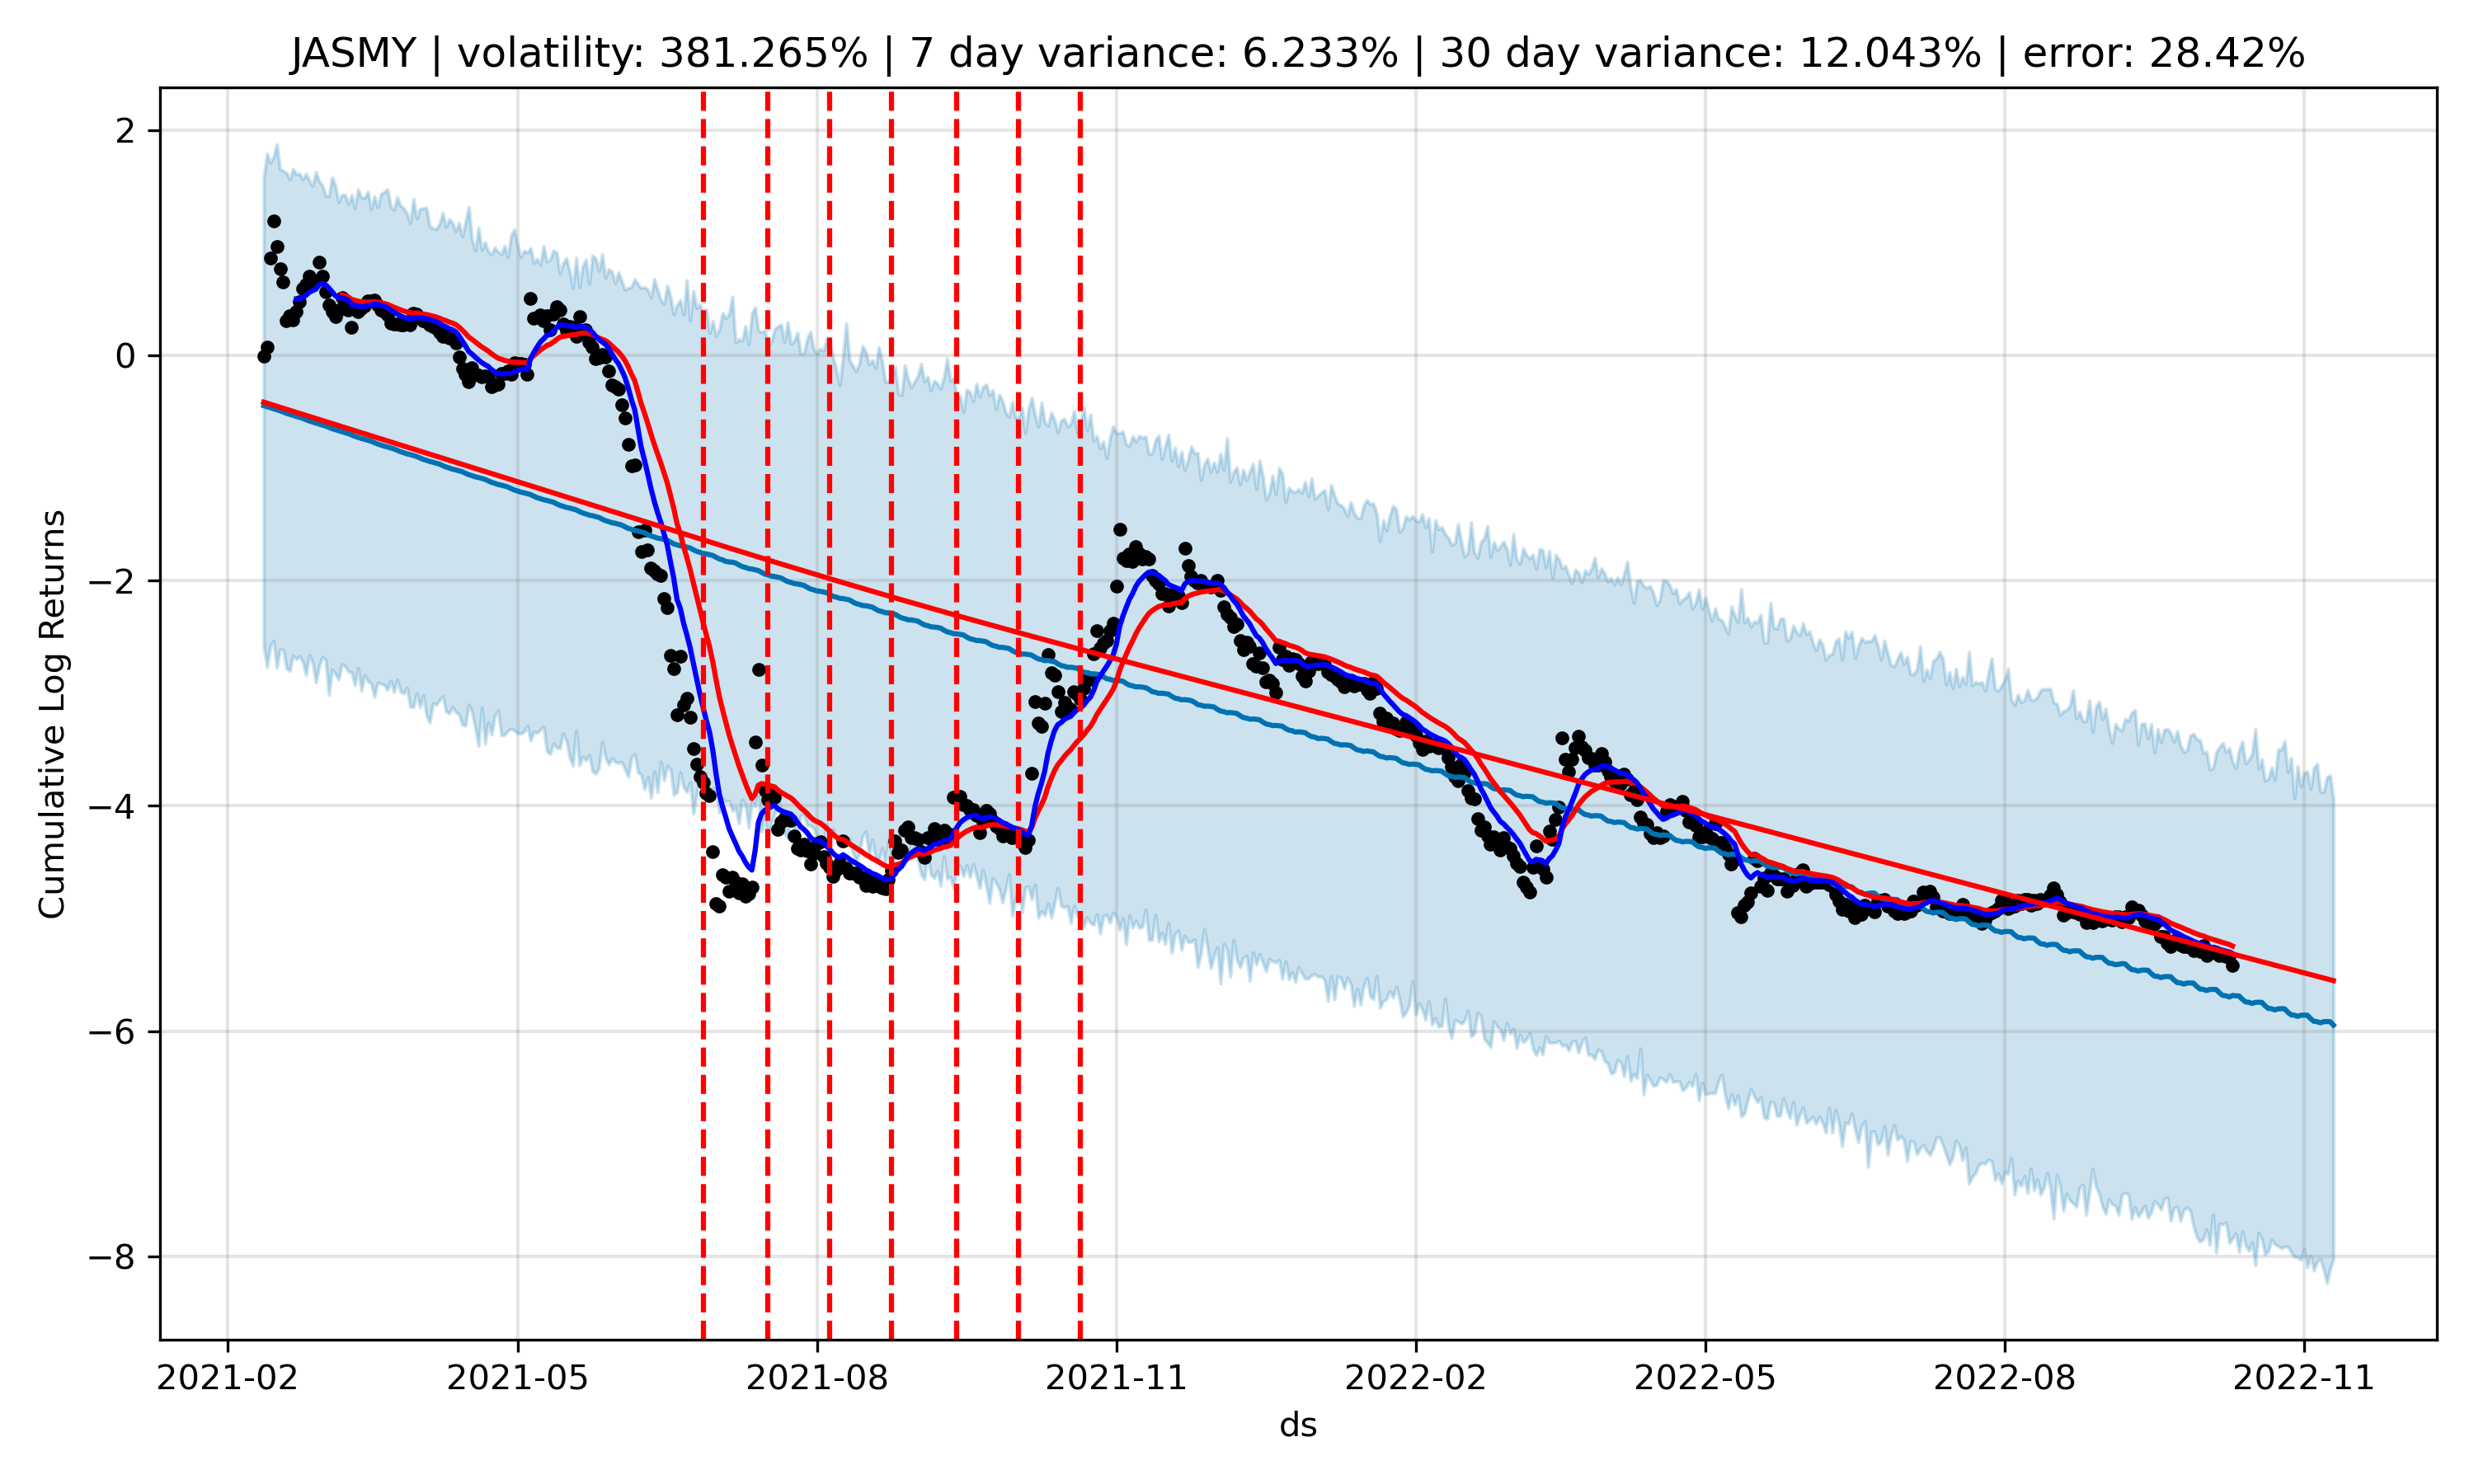 JASMY | volatility: 381.265% | 7 day variance: 6.233% | 30 day variance: 12.043% | error: 28.42%
Cumulative Log Returns
2
0
−2
−4
−6
−8
2021-02 2021-05 2021-08 2021-11 2022-02 2022-05 2022-08 2022-11
ds